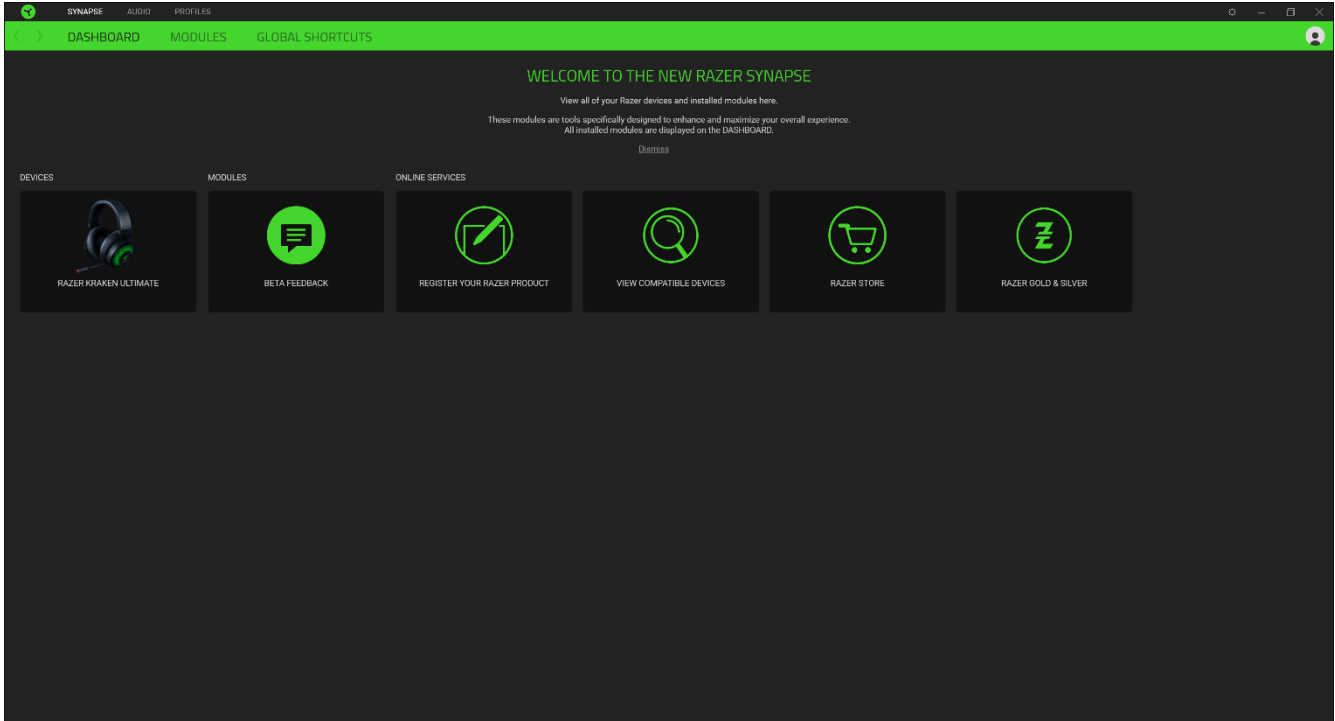 SYNAPSE AUDIO PROFILES
DASHBOARD MODULES GLOBAL SHORTCUTS
WELCOME TO THE NEW RAZER SYNAPSE
View all of your Razer devices and installed modules here.
These modules are tools specifically designed to enhance and maximize your overall experience.
All installed modules are displayed on the DASHBOARD.
Dismiss
DEVICES MODULES ONLINE SERVICES
RAZER KRAKEN ULTIMATE BETA FEEDBACK REGISTER YOUR RAZER PRODUCT VIEW COMPATIBLE DEVICES RAZER STORE RAZER GOLD & SILVER